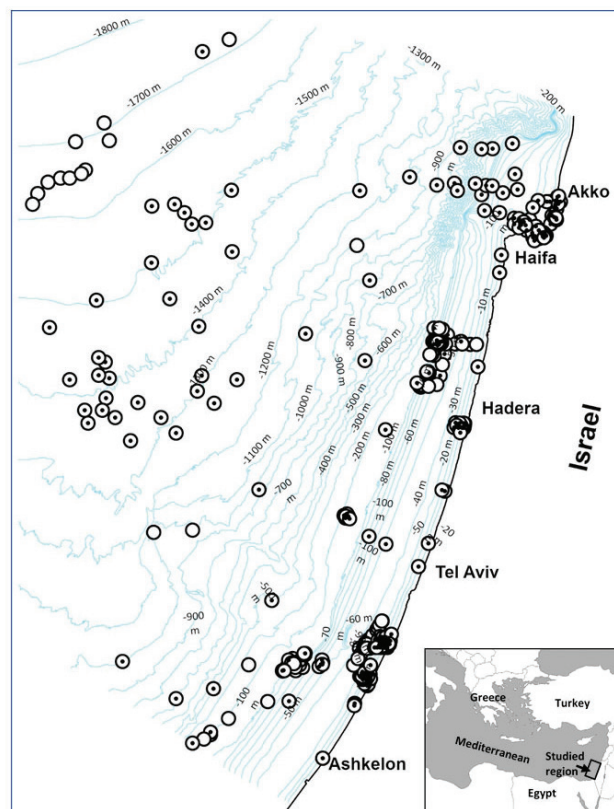 -1800 m
-1700 m
-1600 m
-1500 m
-1300 m
-200 m
-900 m
Akko
Haifa
-10 m
-700 m
-1400 m
-1200 m
-800 m
-600 m
-900 m
-1000 m
-500 m
-300 m
-200 m
-1100 m
-400 m
-700 m
-100 m
-80 m
-60 m
-30 m
-20 m
Hadera
Israel
-40 m
-50 m
-20 m
-100 m
-100 m
Tel Aviv
-900 m
-50 m
-70 m
-60 m
-100 m
-50 m
Ashkelon
Greece
Turkey
Mediterranean
Studied
region
Egypt